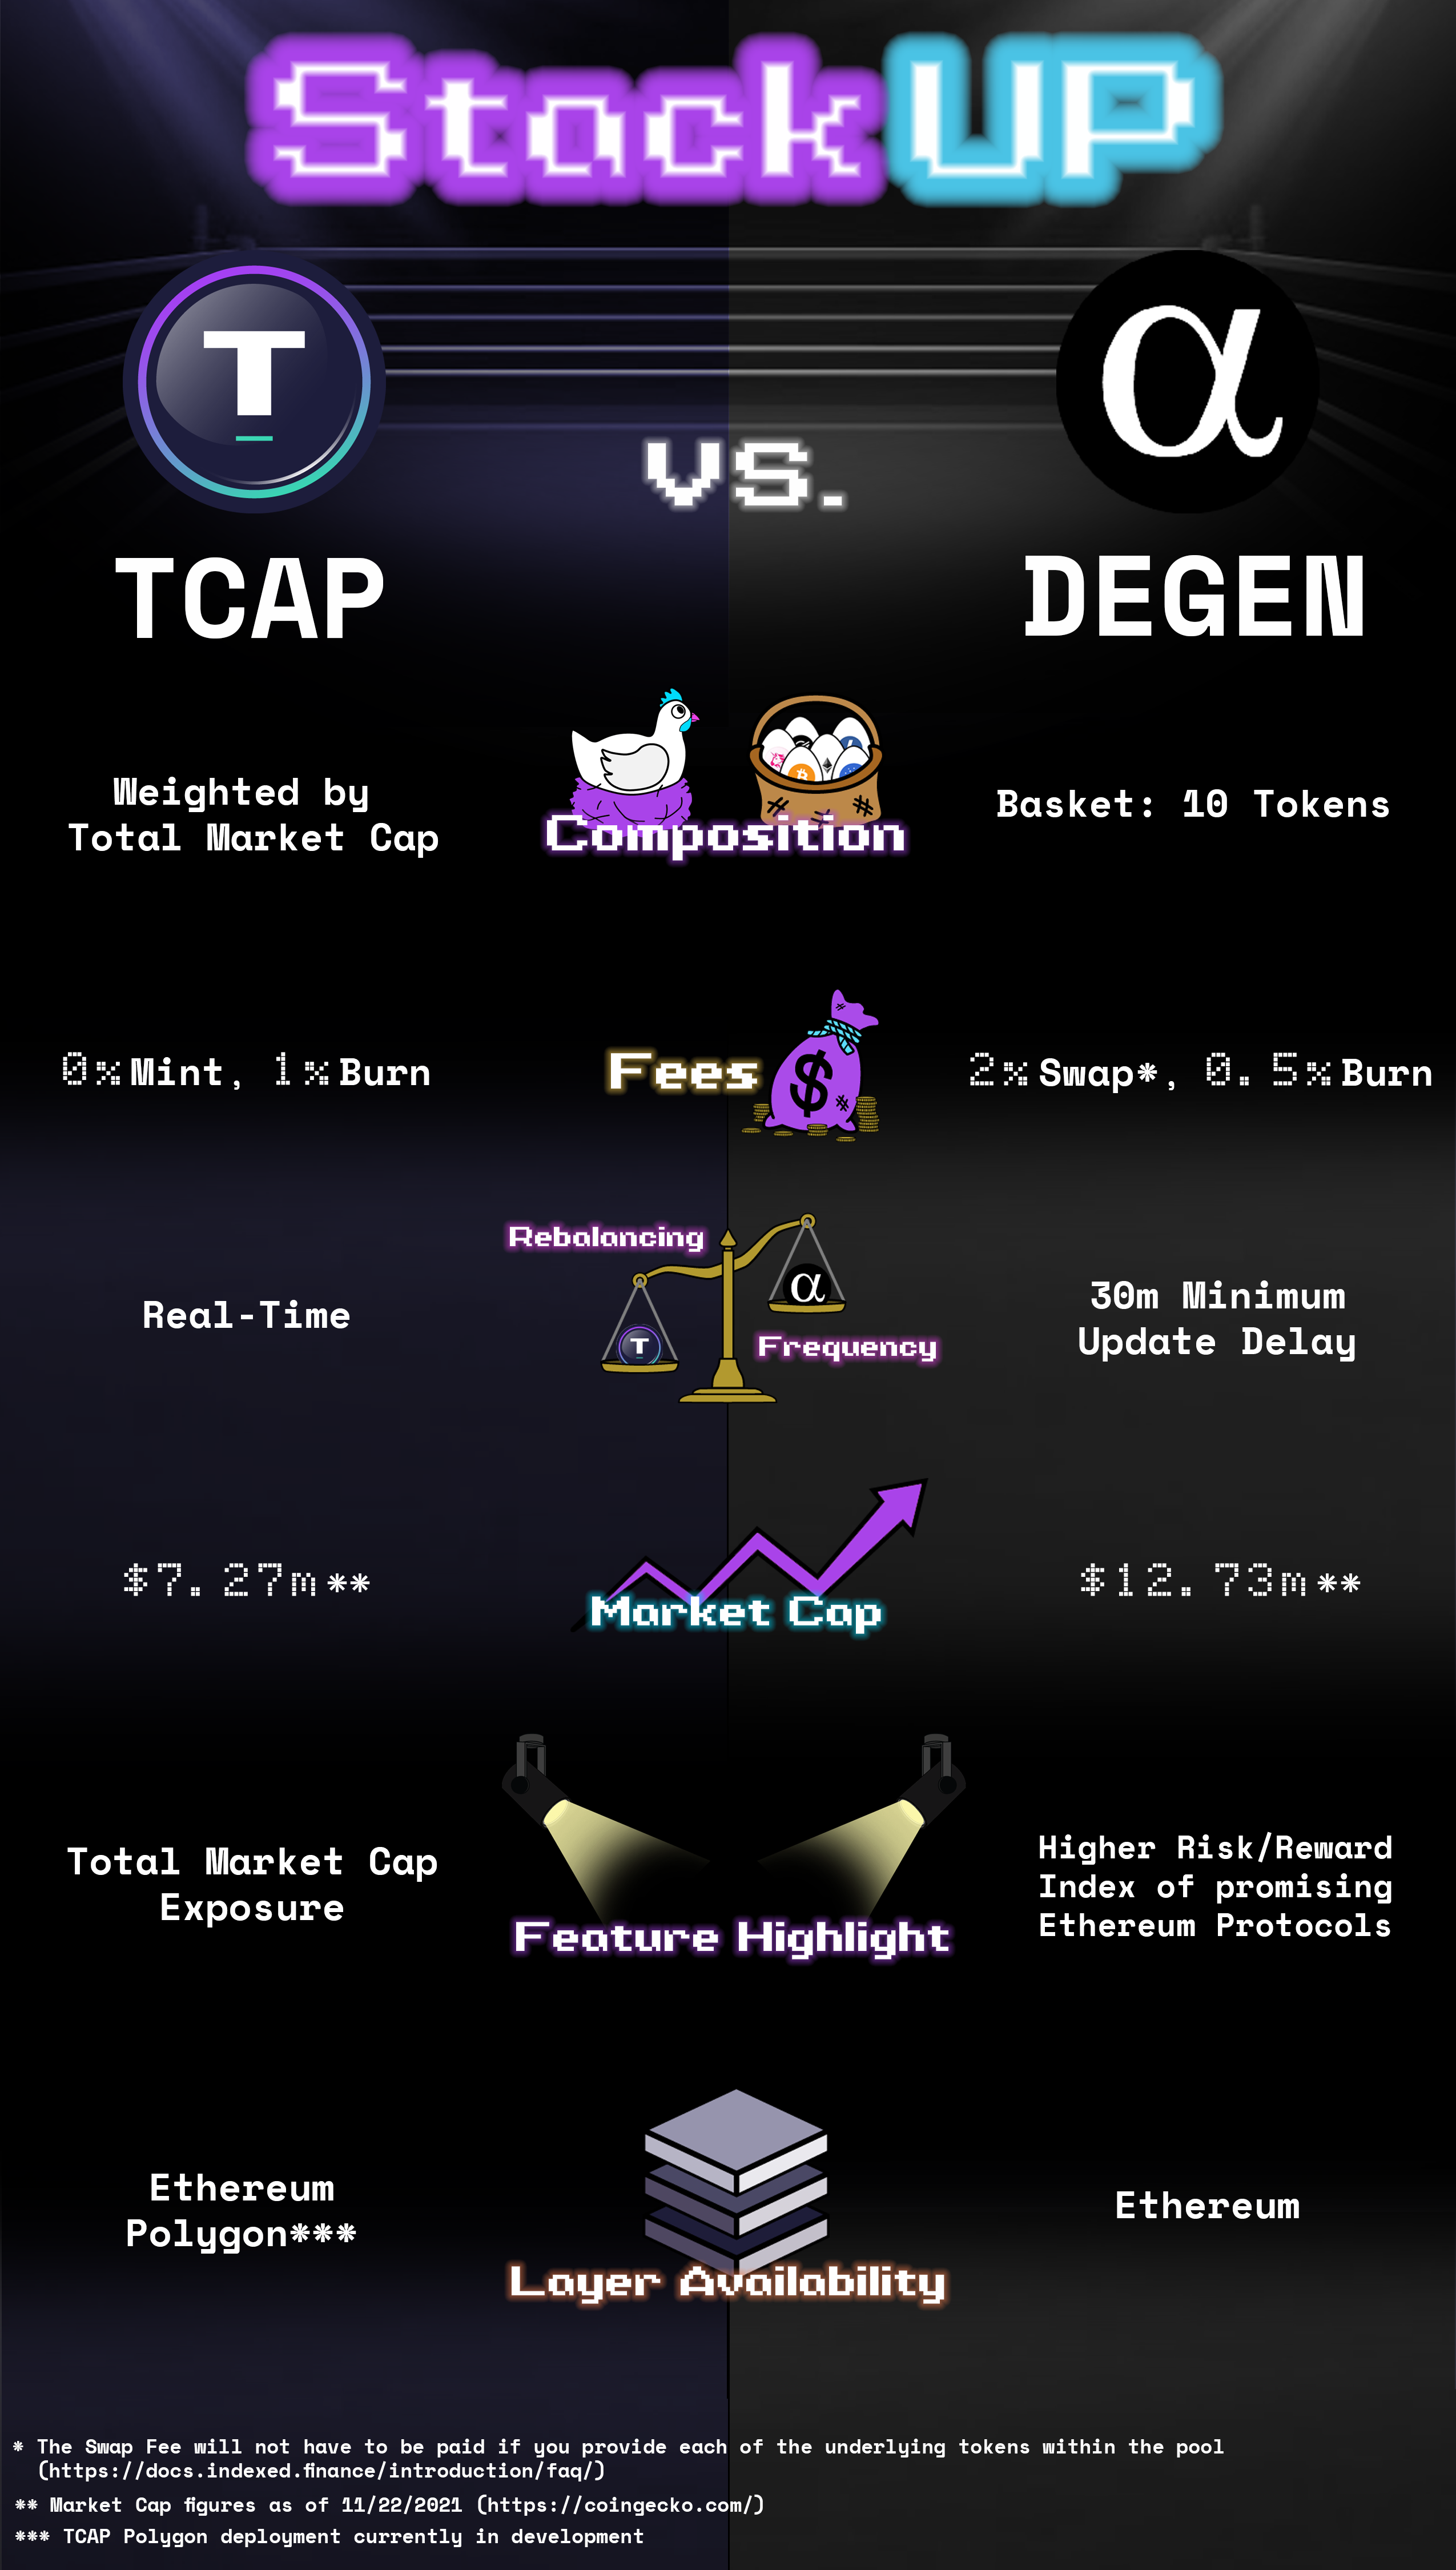 StackUP
T
α
VS.
TCAP
DEGEN
Weighted by
Total Market Cap
Composition
Basket: 10 Tokens
0% Mint, 1% Burn
Fees
$
2% Swap*, 0.5% Burn
Rebalancing
Frequency
α
T
Real-Time
30m Minimum
Update Delay
$7.27m**
Market Cap
$12.73m**
Total Market Cap
Exposure
Feature Highlight
Higher Risk/Reward
Index of promising
Ethereum Protocols
Ethereum
Polygon***
Layer Availability
Ethereum
* The Swap Fee will not have to be paid if you provide each of the underlying tokens within the pool
(https://docs.indexed.finance/introduction/faq/)
** Market Cap figures as of 11/22/2021 (https://coingecko.com/)
*** TCAP Polygon deployment currently in development